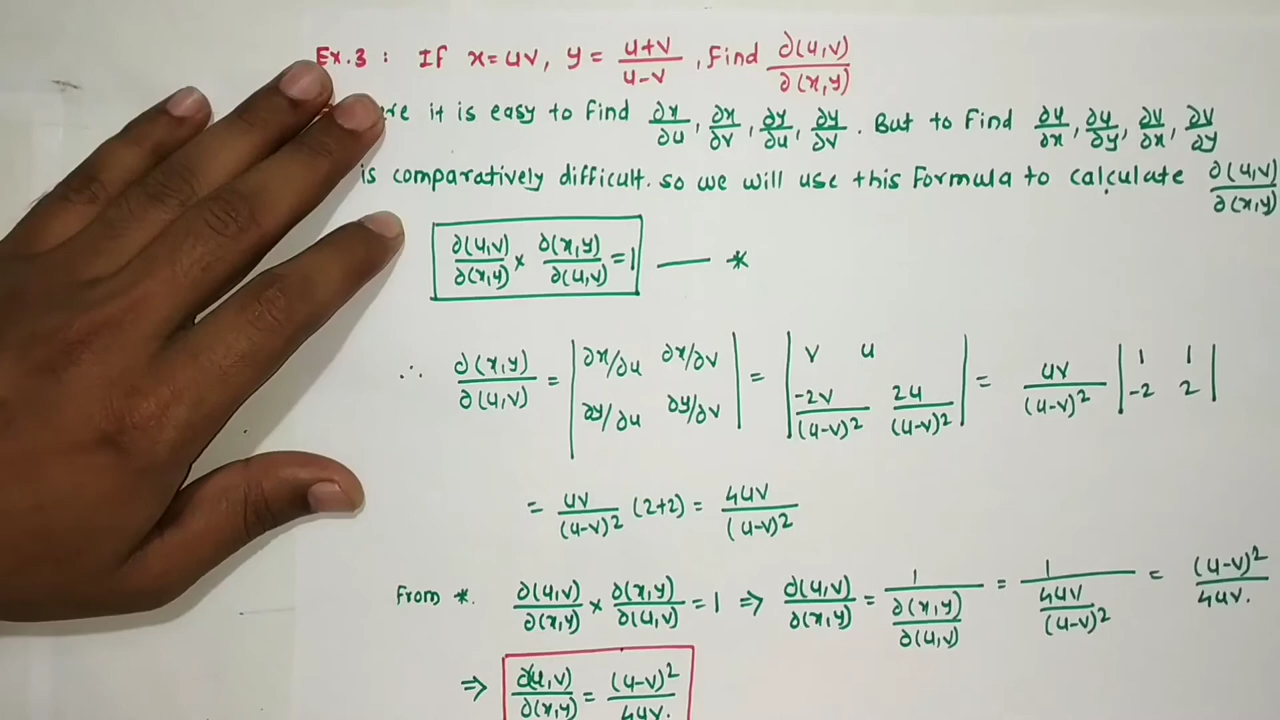 Ex.3 : If x=uv, y= (u+v)/(u-v), Find ∂(u,v)/∂(x,y)
it is easy to find ∂x/∂u, ∂x/∂v, ∂y/∂u, ∂y/∂v. But to find ∂u/∂x, ∂u/∂y, ∂v/∂x, ∂v/∂y
is comparatively difficult. so we will use this Formula to calculate ∂(u,v)/∂(x,y)
∂(u,v)/∂(x,y) × ∂(x,y)/∂(u,v) = 1 — *
∴ ∂(x,y)/∂(u,v) = | ∂x/∂u ∂x/∂v ; ∂y/∂u ∂y/∂v | = | v u ; -2v/(u-v)² 2u/(u-v)² | = uv/(u-v)² | 1 1 ; -2 2 |
= uv/(u-v)² (2+2) = 4uv/(u-v)²
From *. ∂(u,v)/∂(x,y) × ∂(x,y)/∂(u,v) = 1 ⇒ ∂(u,v)/∂(x,y) = 1/(∂(x,y)/∂(u,v)) = 1/(4uv/(u-v)²) = (u-v)²/4uv.
⇒ ∂(u,v)/∂(x,y) = (u-v)²/4uv.